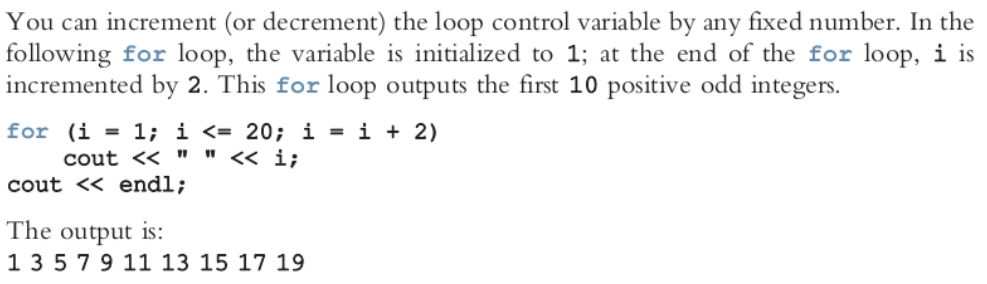 You can increment (or decrement) the loop control variable by any fixed number. In the
following for loop, the variable is initialized to 1; at the end of the for loop, i is
incremented by 2. This for loop outputs the first 10 positive odd integers.
for (i = 1; i <= 20; i = i + 2)
    cout << " " << i;
cout << endl;
The output is:
1 3 5 7 9 11 13 15 17 19